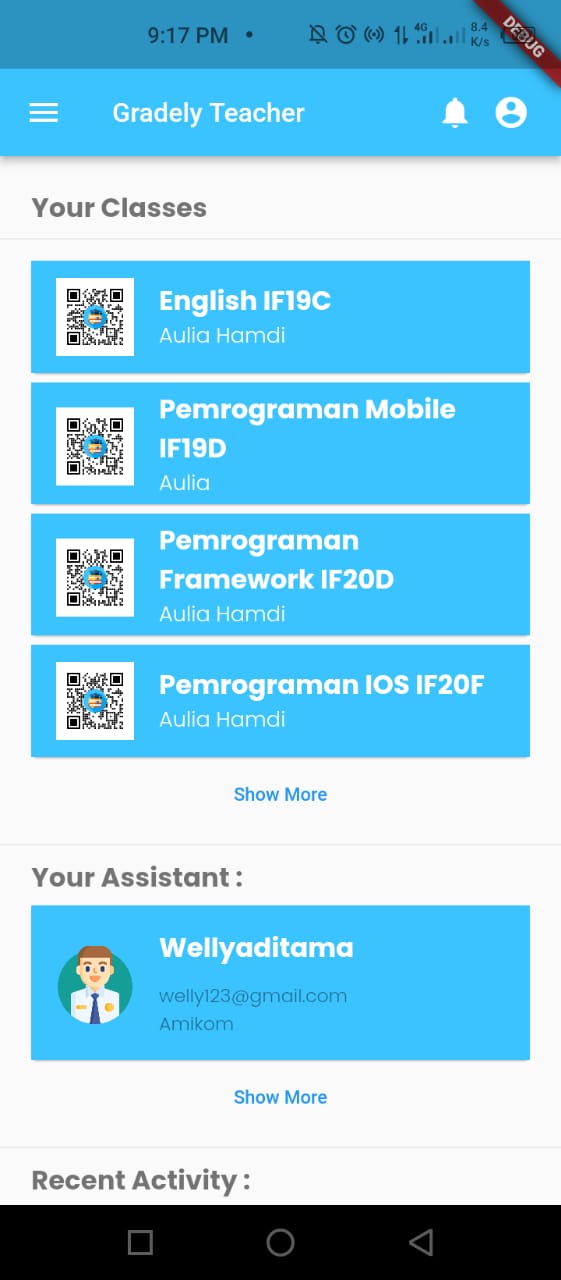 9:17 PM •
4G
8.4
K/s
DEBUG
Gradely Teacher
Your Classes
English IF19C
Aulia Hamdi
Pemrograman Mobile
IF19D
Aulia
Pemrograman
Framework IF20D
Aulia Hamdi
Pemrograman IOS IF20F
Aulia Hamdi
Show More
Your Assistant :
Wellyaditama
welly123@gmail.com
Amikom
Show More
Recent Activity :